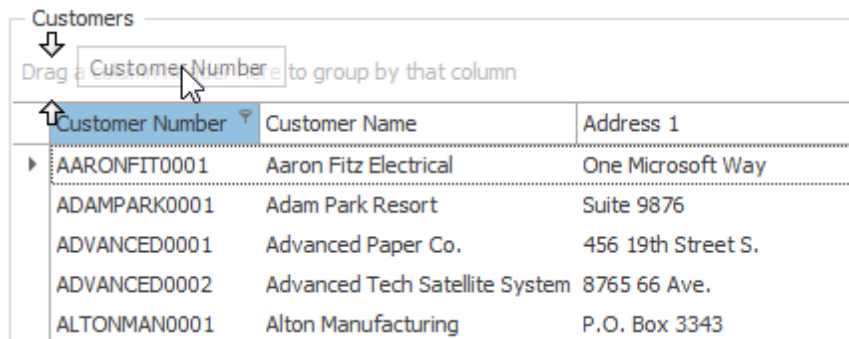 Customers
Customer Number
Drag a to group by that column
Customer Number Customer Name Address 1
AARONFIT0001 Aaron Fitz Electrical One Microsoft Way
ADAMPARK0001 Adam Park Resort Suite 9876
ADVANCED0001 Advanced Paper Co. 456 19th Street S.
ADVANCED0002 Advanced Tech Satellite System 8765 66 Ave.
ALTONMAN0001 Alton Manufacturing P.O. Box 3343